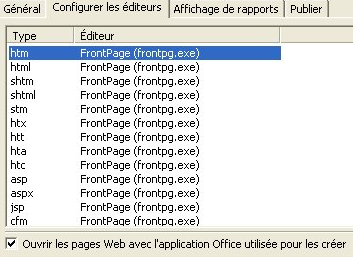 Général Configurer les éditeurs Affichage de rapports Publier
Type Éditeur
htm FrontPage (frontpg.exe)
html FrontPage (frontpg.exe)
shtm FrontPage (frontpg.exe)
shtml FrontPage (frontpg.exe)
stm FrontPage (frontpg.exe)
htx FrontPage (frontpg.exe)
htt FrontPage (frontpg.exe)
hta FrontPage (frontpg.exe)
htc FrontPage (frontpg.exe)
asp FrontPage (frontpg.exe)
aspx FrontPage (frontpg.exe)
jsp FrontPage (frontpg.exe)
cfm FrontPage (frontpg.exe)
Ouvrir les pages Web avec l'application Office utilisée pour les créer